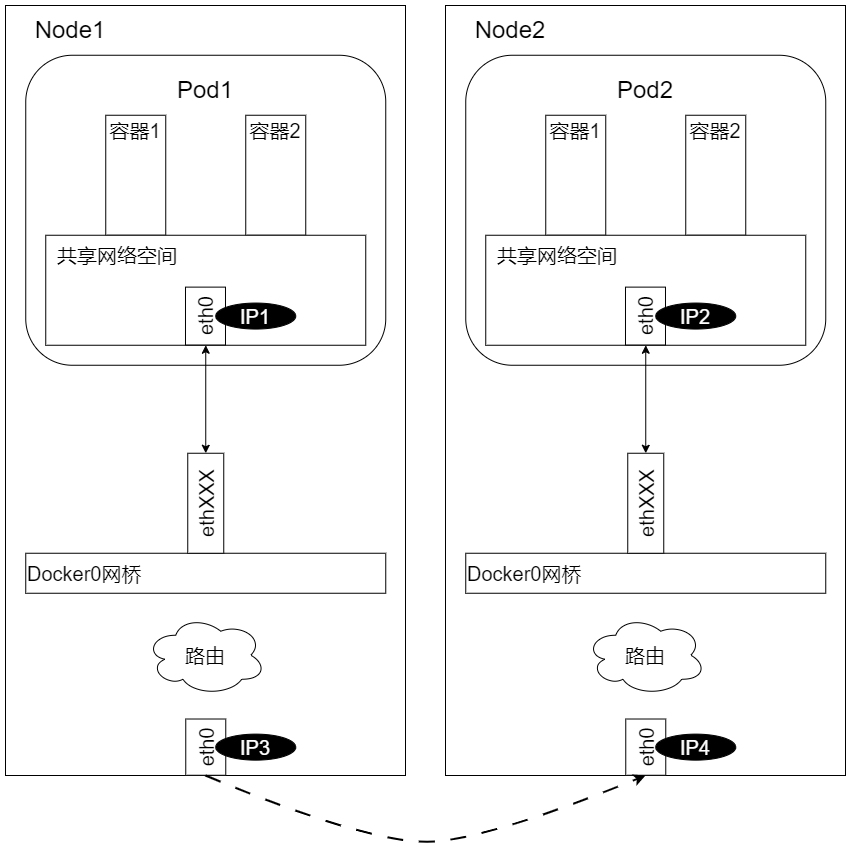 Node1
Pod1
容器1
容器2
共享网络空间
eth0
IP1
ethXXX
Docker0网桥
路由
eth0
IP3
Node2
Pod2
容器1
容器2
共享网络空间
eth0
IP2
ethXXX
Docker0网桥
路由
eth0
IP4